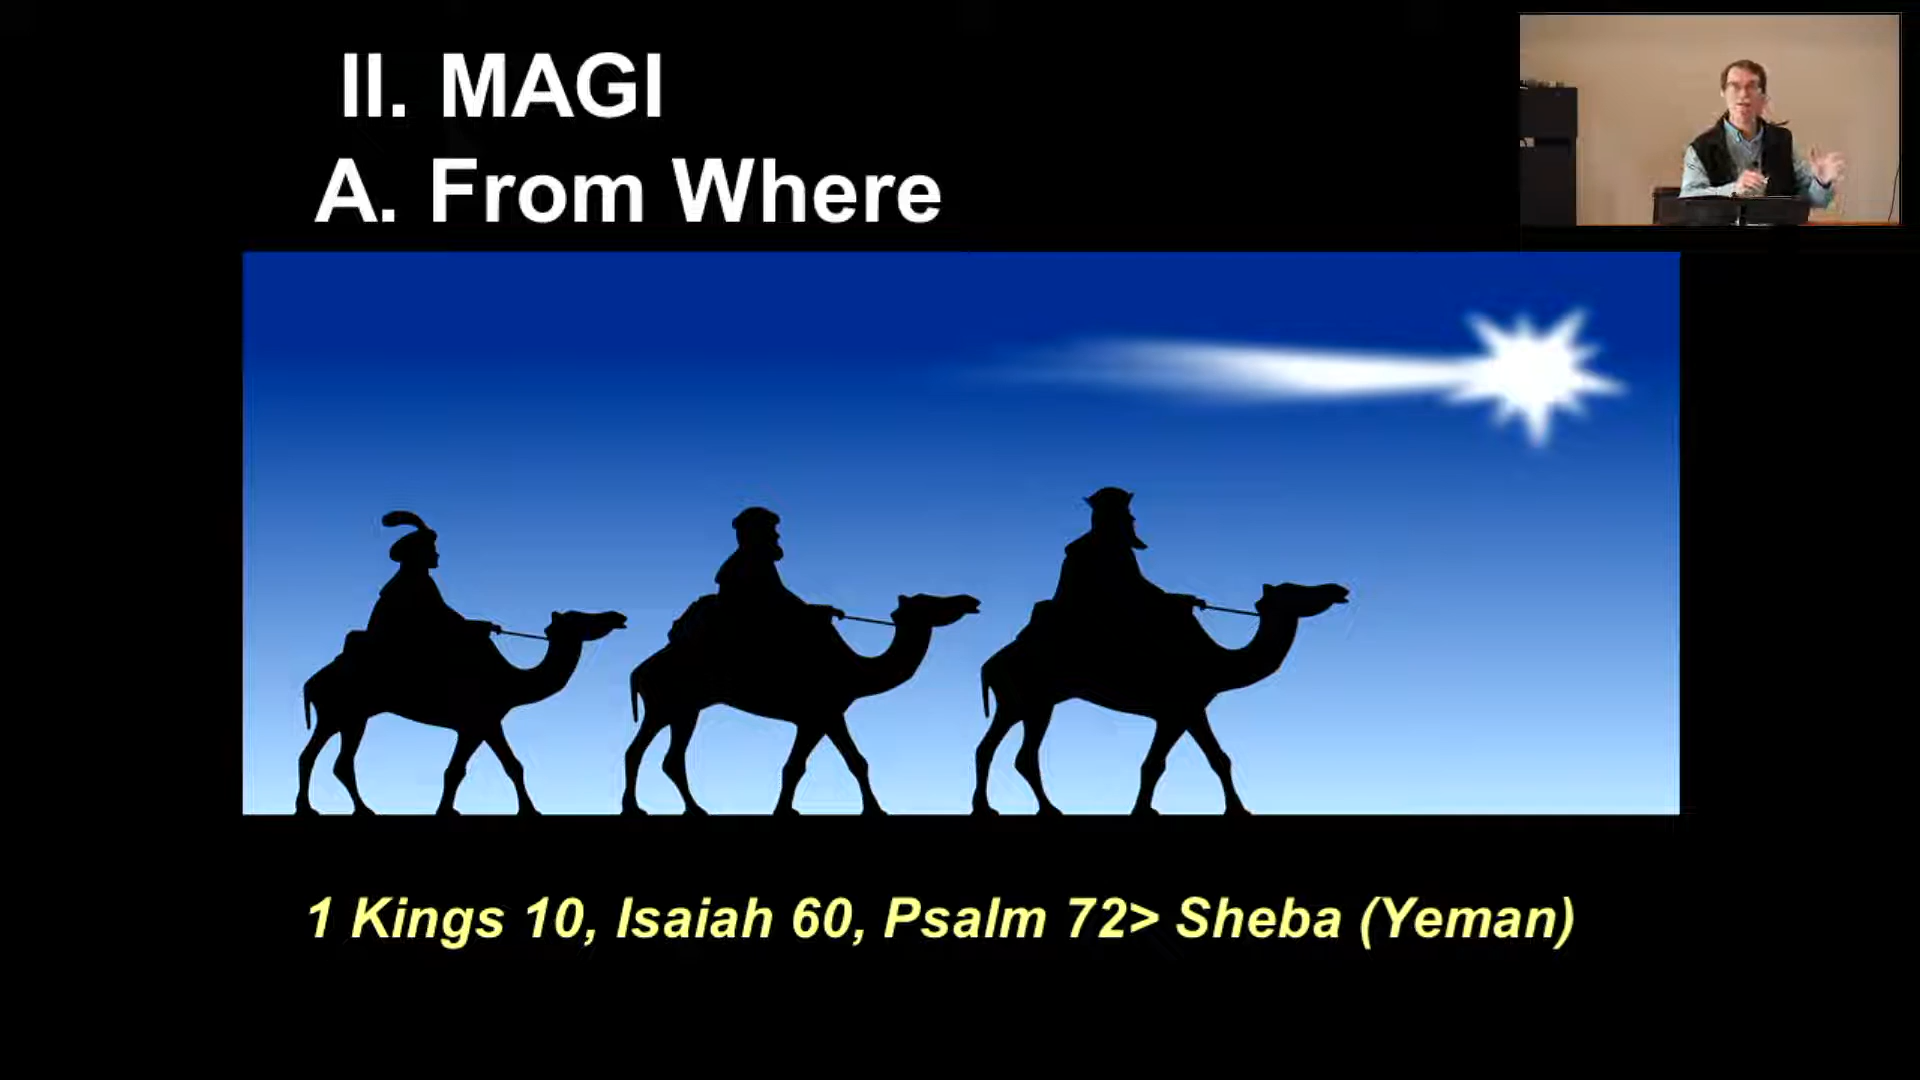 II. MAGI
A. From Where
1 Kings 10, Isaiah 60, Psalm 72> Sheba (Yeman)